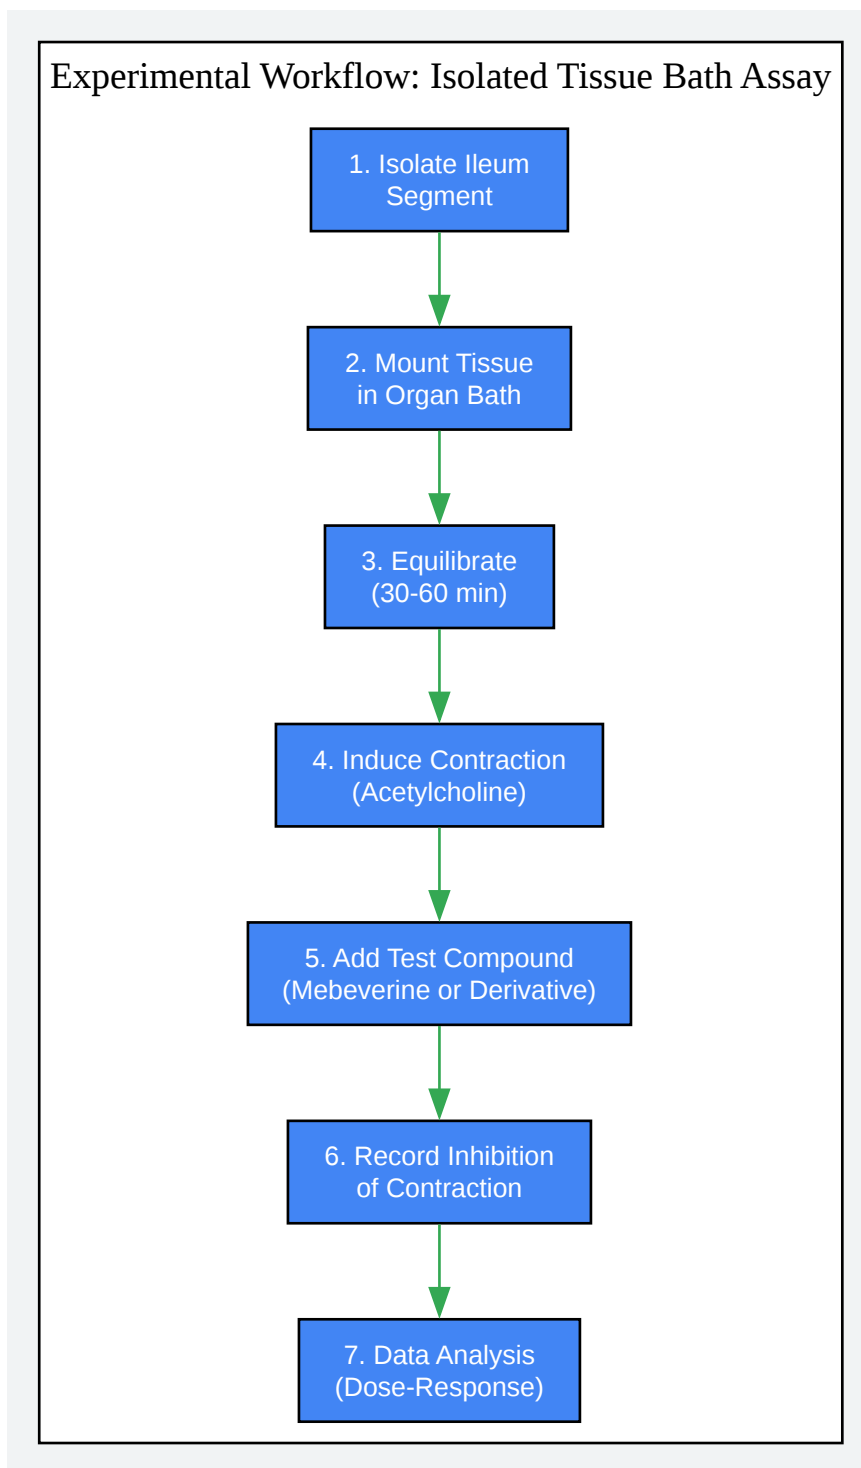 Experimental Workflow: Isolated Tissue Bath Assay
1. Isolate Ileum
Segment
2. Mount Tissue
in Organ Bath
3. Equilibrate
(30-60 min)
4. Induce Contraction
(Acetylcholine)
5. Add Test Compound
(Mebeverine or Derivative)
6. Record Inhibition
of Contraction
7. Data Analysis
(Dose-Response)